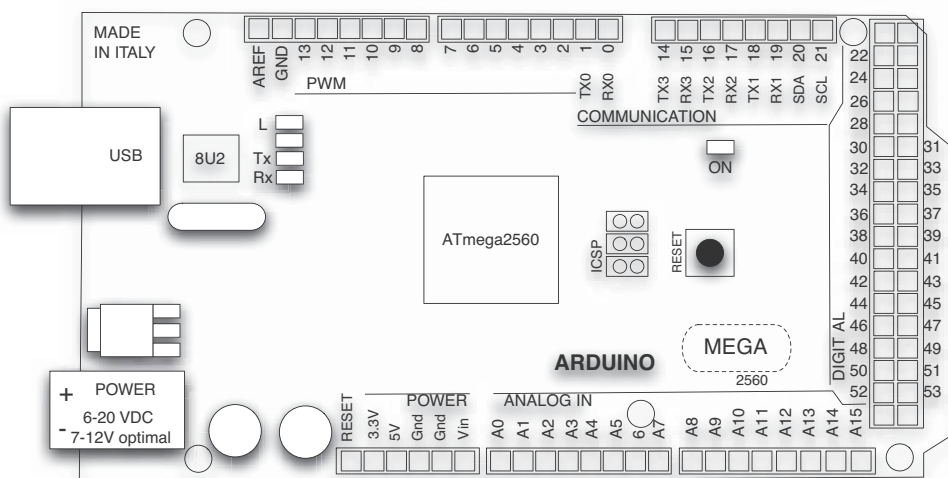 MADE
IN ITALY
AREF
GND
13
12
11
10
9
8
7
6
5
4
3
2
1
0
TX0
RX0
PWM
14
15
16
17
18
19
20
21
TX3
RX3
TX2
RX2
TX1
RX1
SDA
SCL
COMMUNICATION
22
24
26
28
30 31
32 33
34 35
36 37
38 39
40 41
42 43
44 45
46 47
48 49
50 51
52 53
DIGIT AL
USB
8U2
L
Tx
Rx
ON
ATmega2560
ICSP
RESET
ARDUINO
MEGA
2560
+ POWER
6-20 VDC
- 7-12V optimal
POWER
RESET
3.3V
5V
Gnd
Gnd
Vin
ANALOG IN
A0
A1
A2
A3
A4
A5
6
A7
A8
A9
A10
A11
A12
A13
A14
A15